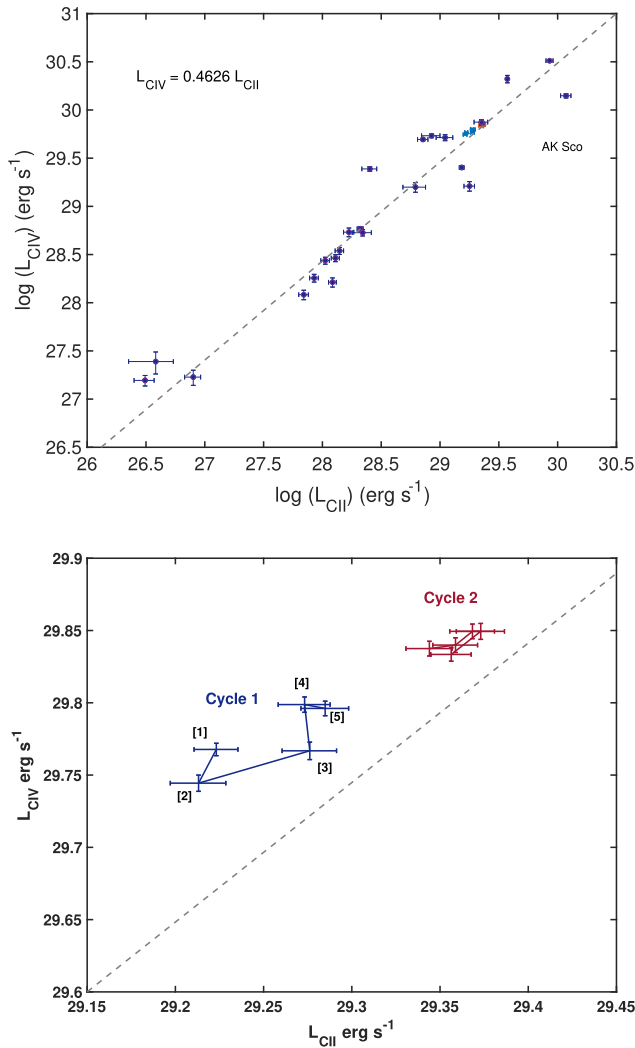 31
30.5
30
29.5
29
28.5
28
27.5
27
26.5
log (L_CIV) (erg s^-1)
L_CIV = 0.4626 L_CII
AK Sco
26 26.5 27 27.5 28 28.5 29 29.5 30 30.5
log (L_CII) (erg s^-1)
29.9
29.85
29.8
29.75
29.7
29.65
29.6
L_CIV erg s^-1
Cycle 2
Cycle 1
[4]
[5]
[1]
[3]
[2]
29.15 29.2 29.25 29.3 29.35 29.4 29.45
L_CII erg s^-1